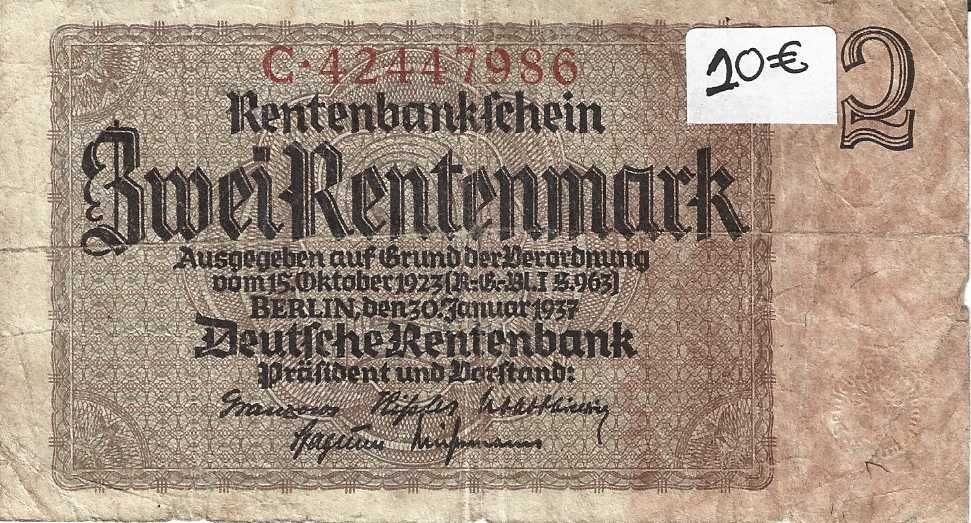 C·42447986
10€
2
Rentenbankschein
Zwei Rentenmark
Ausgegeben auf Grund der Verordnung
vom 15. Oktober 1923 (R.-G.-Bl. I S. 963)
BERLIN, den 30. Januar 1937
Deutsche Rentenbank
Präsident und Vorstand: